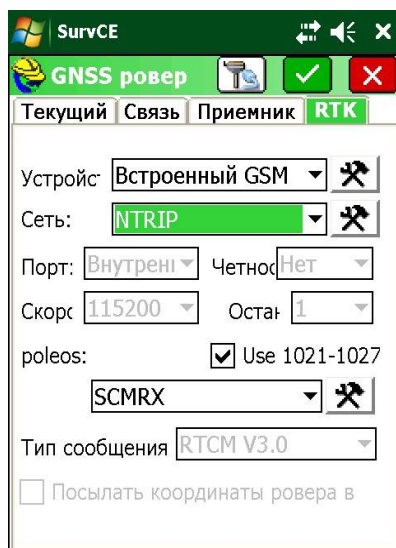 SurvCE
GNSS ровер
Текущий Связь Приемник RTK
Устройс Встроенный GSM
Сеть: NTRIP
Порт: Внутрені Четнос Нет
Скорс 115200 Остан 1
poleos: Use 1021-1027
SCMRX
Тип сообщения RTCM V3.0
Посылать координаты ровера в